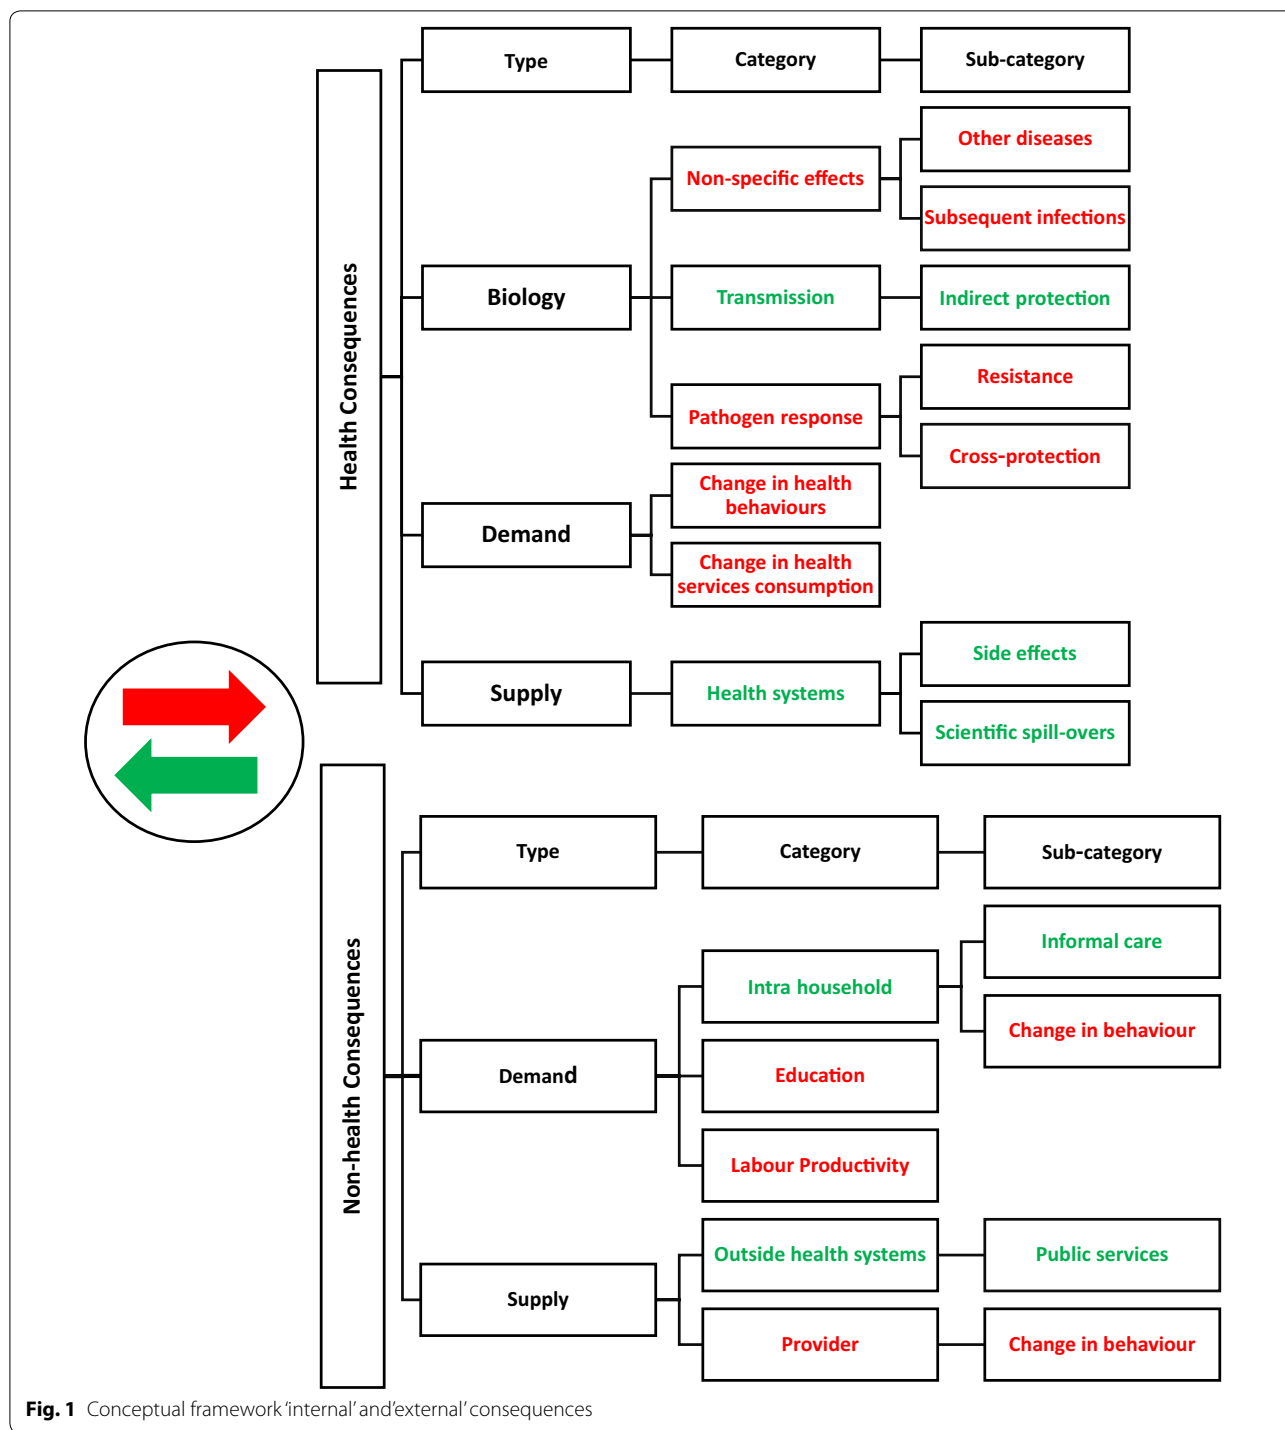 Type
Category
Sub-category
Health Consequences
Other diseases
Non-specific effects
Subsequent infections
Biology
Transmission
Indirect protection
Resistance
Pathogen response
Cross-protection
Change in health
behaviours
Demand
Change in health
services consumption
Side effects
Supply
Health systems
Scientific spill-overs
Type
Category
Sub-category
Non-health Consequences
Informal care
Intra household
Change in behaviour
Demand
Education
Labour Productivity
Outside health systems
Public services
Supply
Provider
Change in behaviour
Fig. 1 Conceptual framework ‘internal’ and ‘external’ consequences